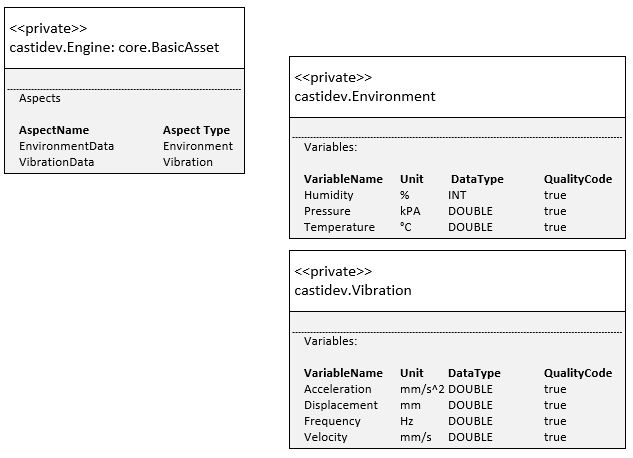 <<private>>
castidev.Engine: core.BasicAsset
Aspects
AspectName Aspect Type
EnvironmentData Environment
VibrationData Vibration
<<private>>
castidev.Environment
Variables:
VariableName Unit DataType QualityCode
Humidity % INT true
Pressure kPA DOUBLE true
Temperature °C DOUBLE true
<<private>>
castidev.Vibration
Variables:
VariableName Unit DataType QualityCode
Acceleration mm/s^2 DOUBLE true
Displacement mm DOUBLE true
Frequency Hz DOUBLE true
Velocity mm/s DOUBLE true